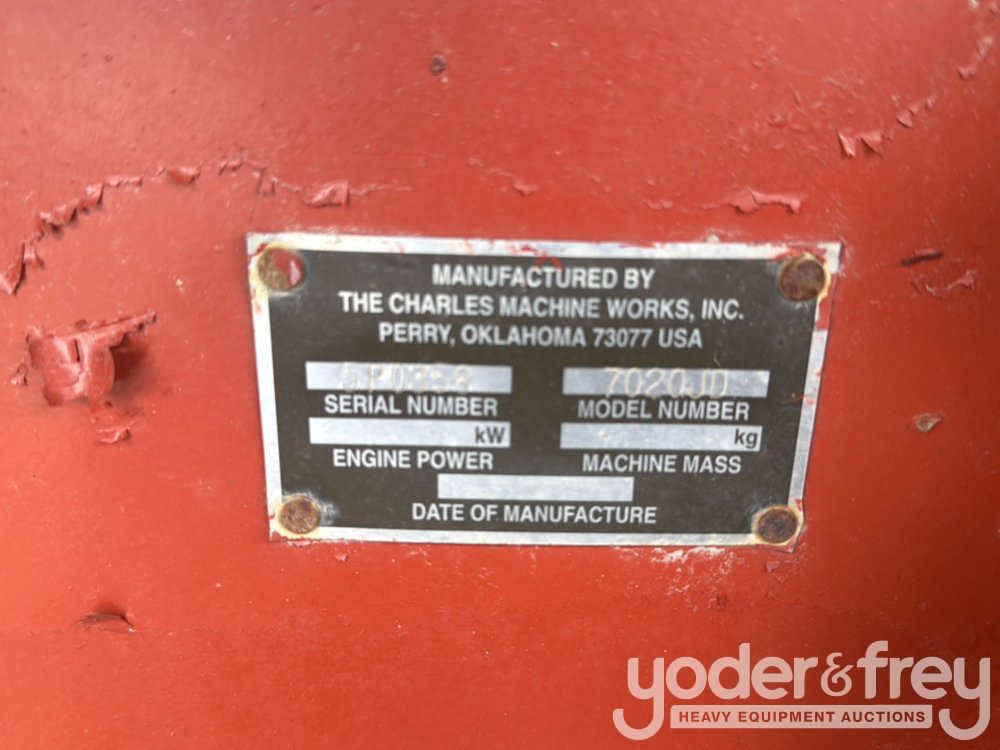 MANUFACTURED BY
THE CHARLES MACHINE WORKS, INC.
PERRY, OKLAHOMA 73077 USA
5P0358 7020JD
SERIAL NUMBER MODEL NUMBER
kW kg
ENGINE POWER MACHINE MASS
DATE OF MANUFACTURE
yoder&frey
HEAVY EQUIPMENT AUCTIONS